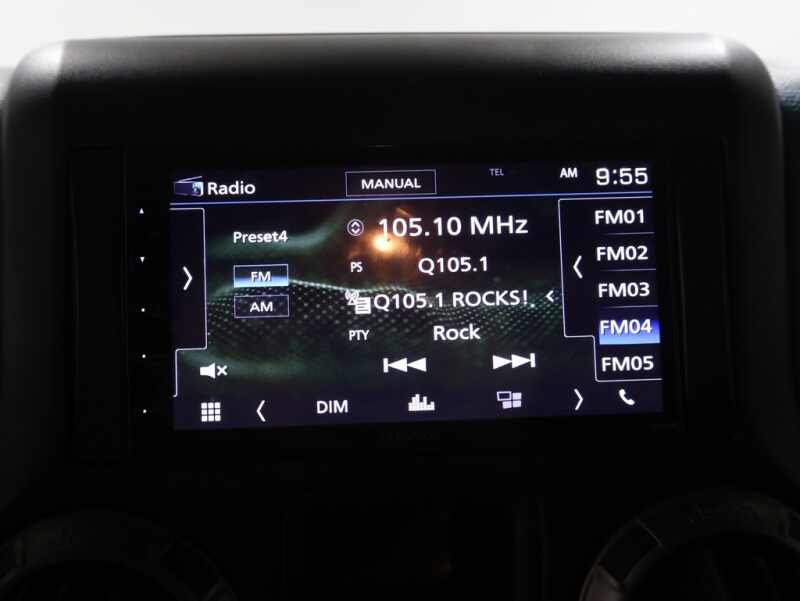 Radio
MANUAL
TEL
AM 9:55
Preset4
FM
AM
105.10 MHz
PS Q105.1
Q105.1 ROCKS!
PTY Rock
FM01
FM02
FM03
FM04
FM05
DIM